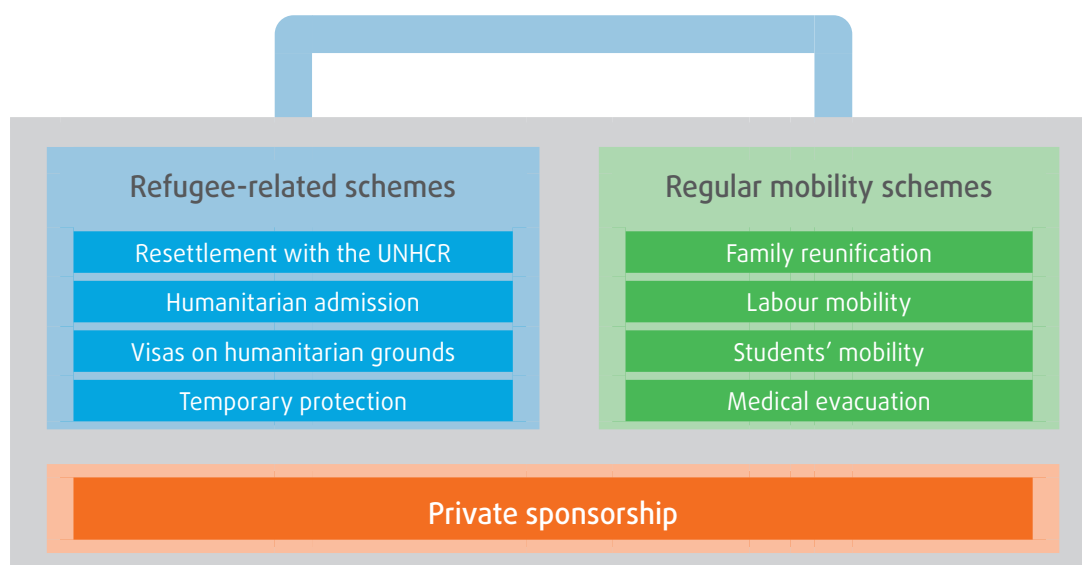 Refugee-related schemes
Resettlement with the UNHCR
Humanitarian admission
Visas on humanitarian grounds
Temporary protection
Regular mobility schemes
Family reunification
Labour mobility
Students’ mobility
Medical evacuation
Private sponsorship